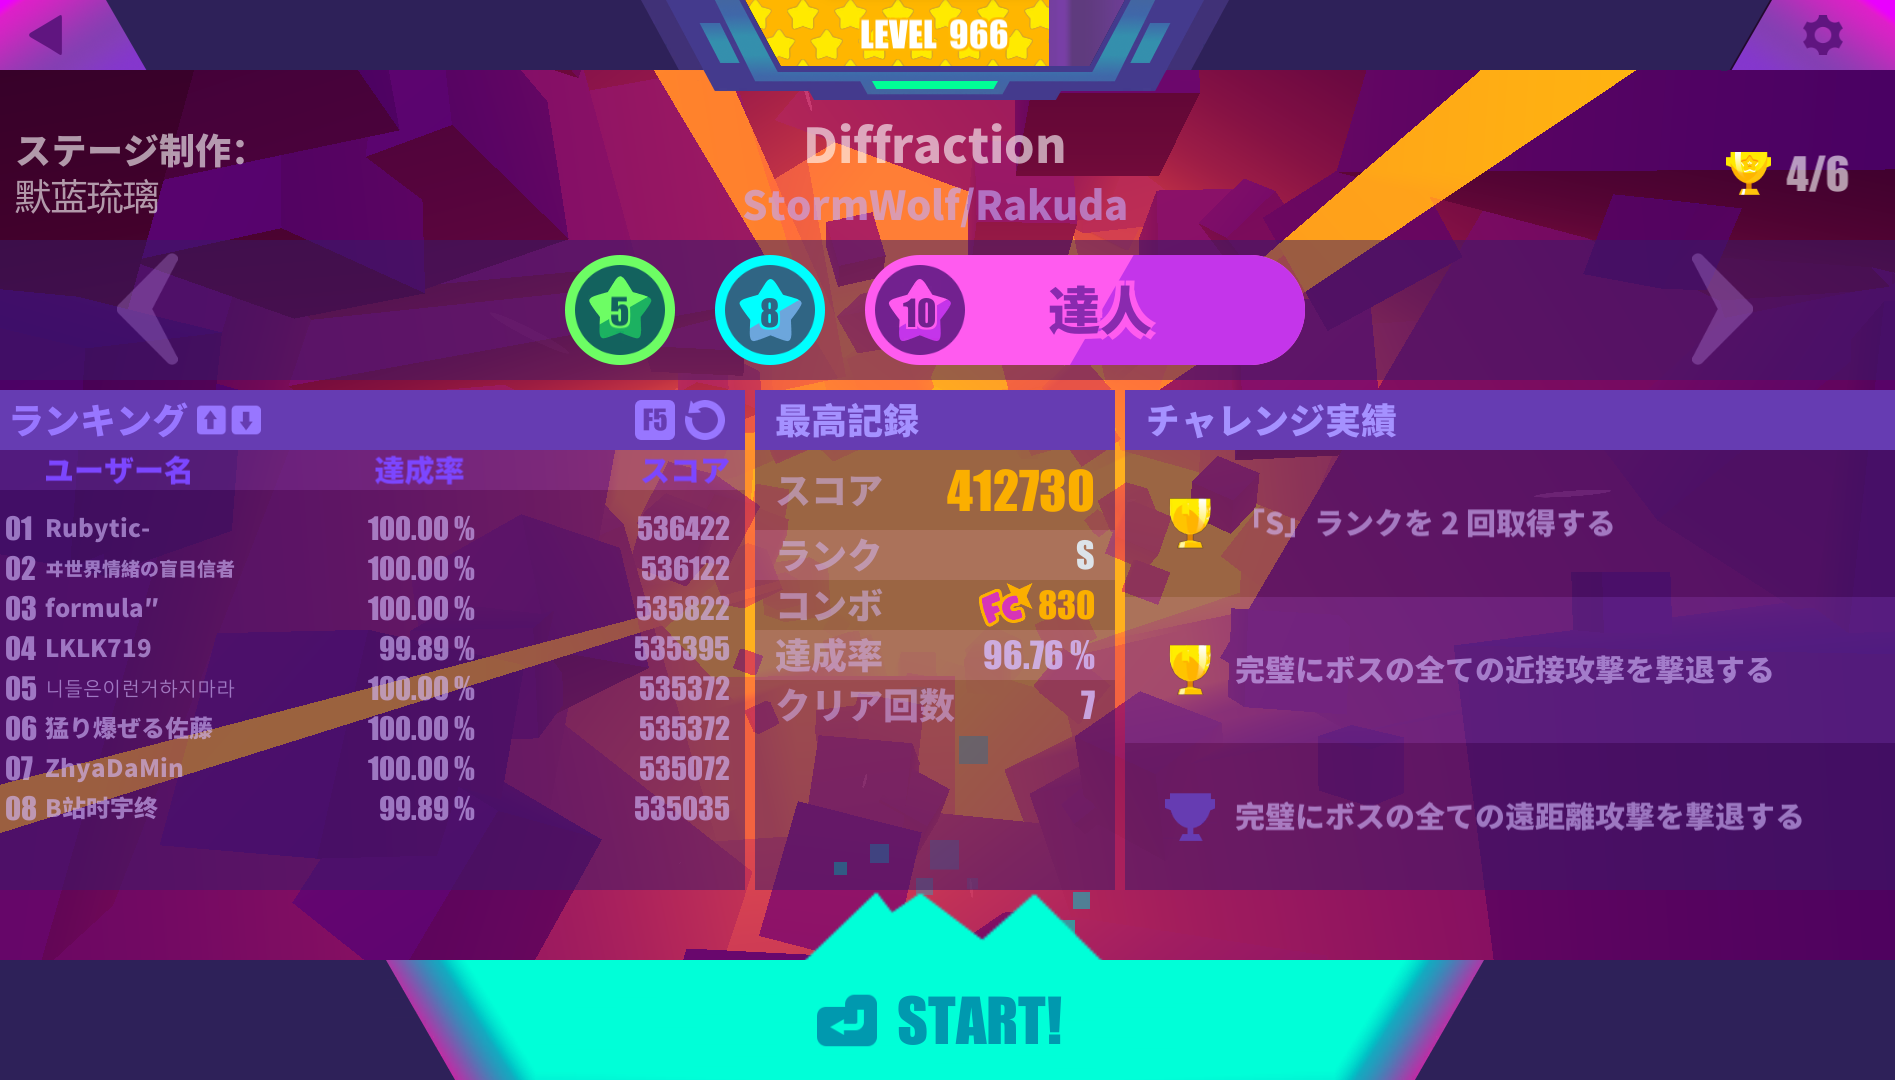 LEVEL 966
ステージ制作:
默蓝琉璃
Diffraction
StormWolf/Rakuda
4/6
5
8
10
達人
ランキング
F5
ユーザー名 達成率 スコア
01 Rubytic- 100.00 % 536422
02 ヰ世界情緒の盲目信者 100.00 % 536122
03 formula" 100.00 % 535822
04 LKLK719 99.89 % 535395
05 니들은이런거하지마라 100.00 % 535372
06 猛り爆ぜる佐藤 100.00 % 535372
07 ZhyaDaMin 100.00 % 535072
08 B站时宇终 99.89 % 535035
最高記録
スコア 412730
ランク S
コンボ FC 830
達成率 96.76 %
クリア回数 7
チャレンジ実績
「S」ランクを 2 回取得する
完璧にボスの全ての近接攻撃を撃退する
完璧にボスの全ての遠距離攻撃を撃退する
START!